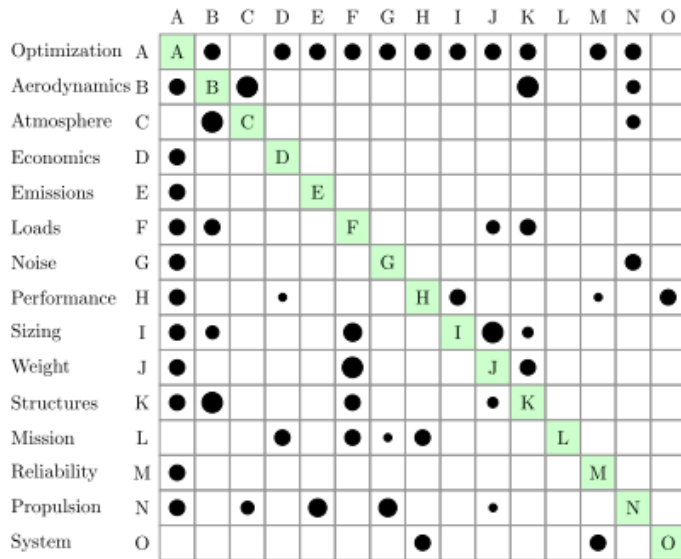 A B C D E F G H I J K L M N O
Optimization A A
Aerodynamics B B
Atmosphere C C
Economics D D
Emissions E E
Loads F F
Noise G G
Performance H H
Sizing I I
Weight J J
Structures K K
Mission L L
Reliability M M
Propulsion N N
System O O